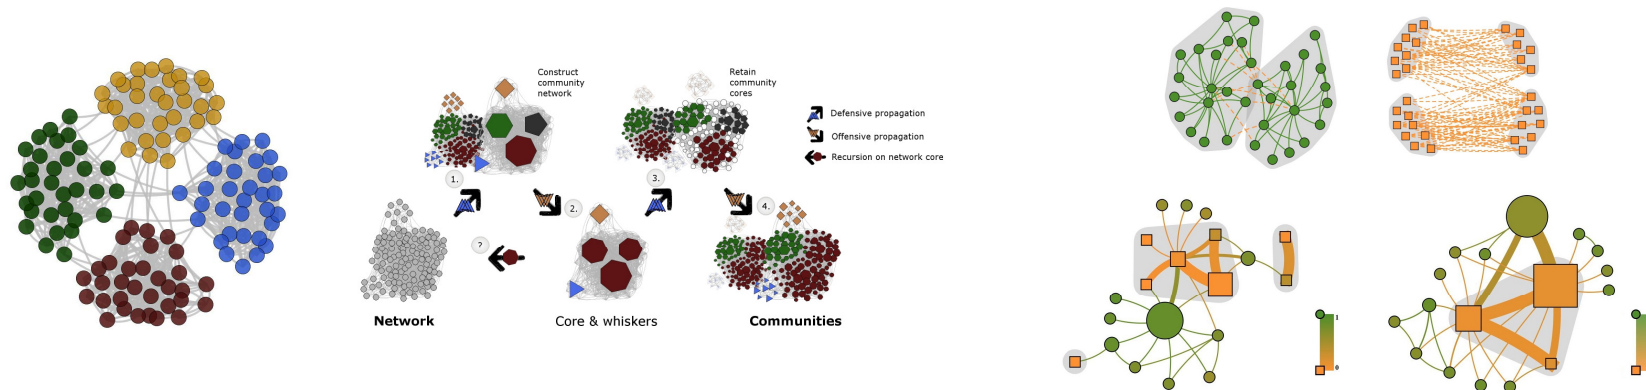 Construct
community
network
Retain
community
cores
Defensive propagation
Offensive propagation
Recursion on network core
1.
2.
3.
4.
?
Network
Core & whiskers
Communities
1
0